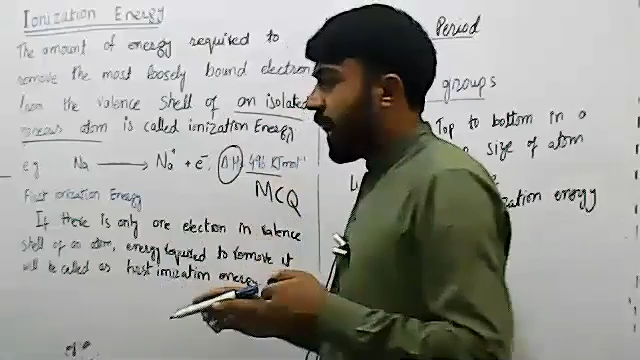 Ionization Energy
The amount of energy required to
remove the most loosely bound electron
from the valence shell of an isolated
gaseous atom is called ionization Energy
eg Na → Na⁺ + e⁻, ΔH 496 KJmol⁻¹
MCQ
First ionization Energy
If there is only one electron in valence
shell of an atom, energy required to remove it
will be called as first ionization energy
Period
groups
Top to bottom in a
size of atom
ization energy